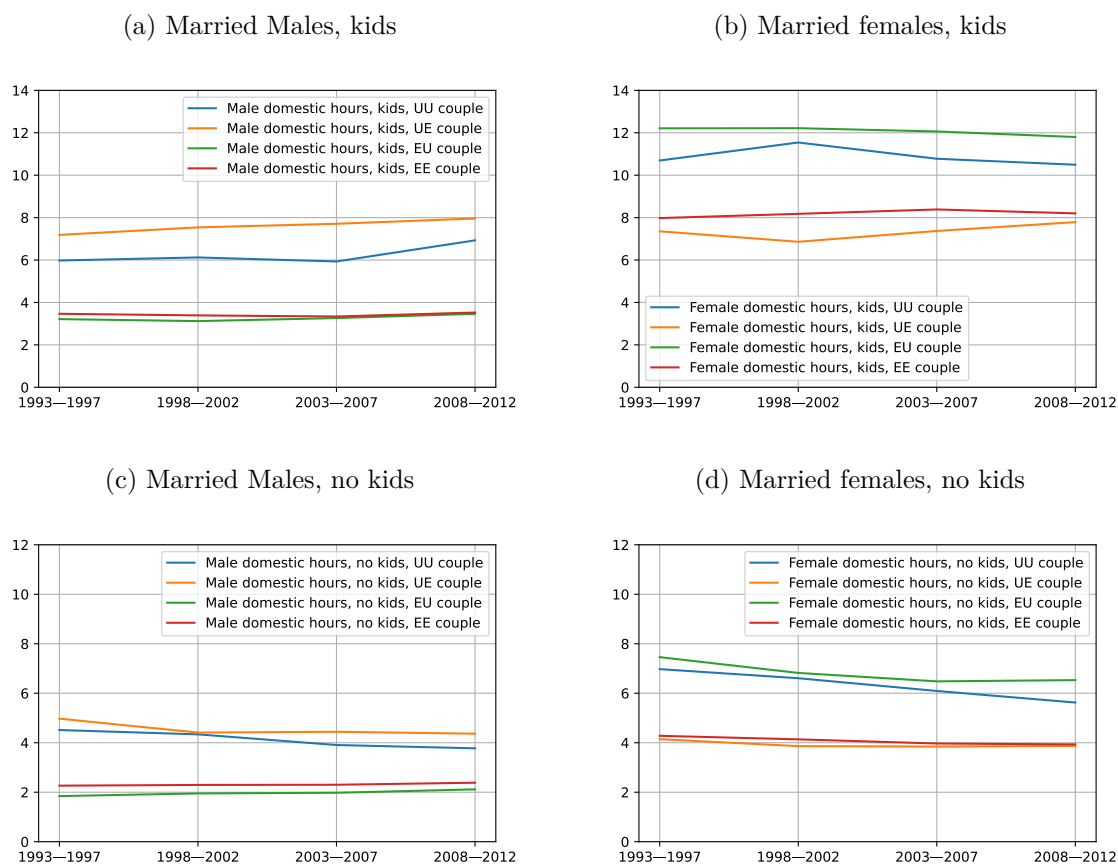 (a) Married Males, kids
14
12
10
8
6
4
2
0
Male domestic hours, kids, UU couple
Male domestic hours, kids, UE couple
Male domestic hours, kids, EU couple
Male domestic hours, kids, EE couple
1993—1997 1998—2002 2003—2007 2008—2012
(b) Married females, kids
14
12
10
8
6
4
2
0
Female domestic hours, kids, UU couple
Female domestic hours, kids, UE couple
Female domestic hours, kids, EU couple
Female domestic hours, kids, EE couple
1993—1997 1998—2002 2003—2007 2008—2012
(c) Married Males, no kids
12
10
8
6
4
2
0
Male domestic hours, no kids, UU couple
Male domestic hours, no kids, UE couple
Male domestic hours, no kids, EU couple
Male domestic hours, no kids, EE couple
1993—1997 1998—2002 2003—2007 2008—2012
(d) Married females, no kids
12
10
8
6
4
2
0
Female domestic hours, no kids, UU couple
Female domestic hours, no kids, UE couple
Female domestic hours, no kids, EU couple
Female domestic hours, no kids, EE couple
1993—1997 1998—2002 2003—2007 2008—2012